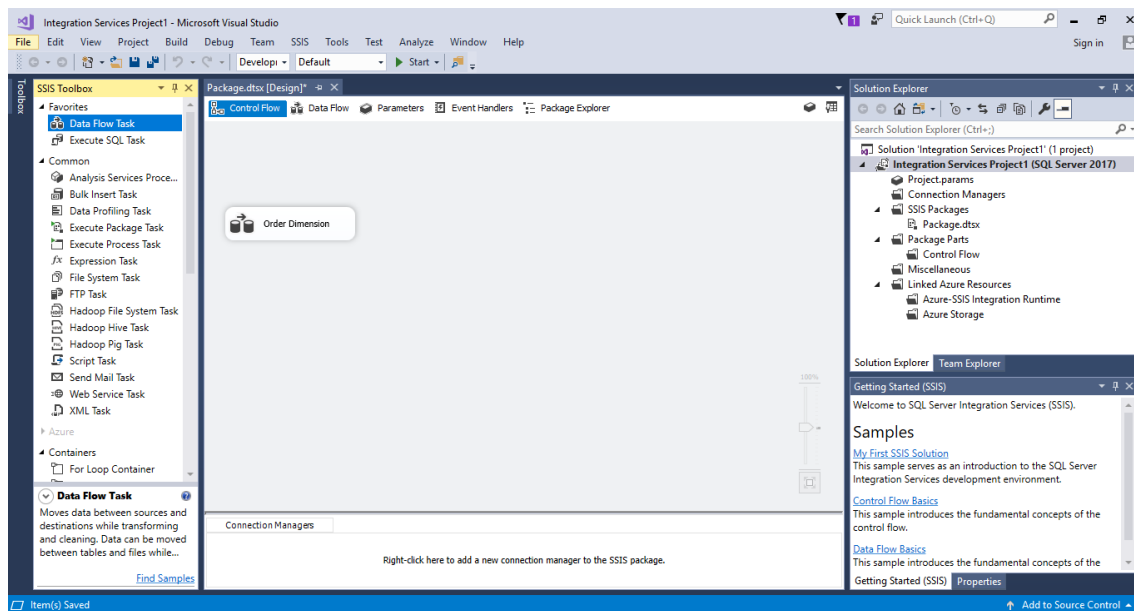 Integration Services Project1 - Microsoft Visual Studio
1
Quick Launch (Ctrl+Q)
File Edit View Project Build Debug Team SSIS Tools Test Analyze Window Help
Sign in
Default
Start
Toolbox
SSIS Toolbox
Favorites
Data Flow Task
Execute SQL Task
Common
Analysis Services Proce...
Bulk Insert Task
Data Profiling Task
Execute Package Task
Execute Process Task
Expression Task
File System Task
FTP Task
Hadoop File System Task
Hadoop Hive Task
Hadoop Pig Task
Script Task
Send Mail Task
Web Service Task
XML Task
Azure
Containers
For Loop Container
Data Flow Task
Moves data between sources and
destinations while transforming
and cleaning. Data can be moved
between tables and files while...
Find Samples
Package.dtsx [Design]*
Control Flow Data Flow Parameters Event Handlers Package Explorer
Order Dimension
100%
Connection Managers
Right-click here to add a new connection manager to the SSIS package.
Solution Explorer
Search Solution Explorer (Ctrl+;)
Solution 'Integration Services Project1' (1 project)
Integration Services Project1 (SQL Server 2017)
Project.params
Connection Managers
SSIS Packages
Package.dtsx
Package Parts
Control Flow
Miscellaneous
Linked Azure Resources
Azure-SSIS Integration Runtime
Azure Storage
Solution Explorer Team Explorer
Getting Started (SSIS)
Welcome to SQL Server Integration Services (SSIS).
Samples
My First SSIS Solution
This sample serves as an introduction to the SQL Server
Integration Services development environment.
Control Flow Basics
This sample introduces the fundamental concepts of the
control flow.
Data Flow Basics
This sample introduces the fundamental concepts of the
Getting Started (SSIS) Properties
Item(s) Saved
Add to Source Control